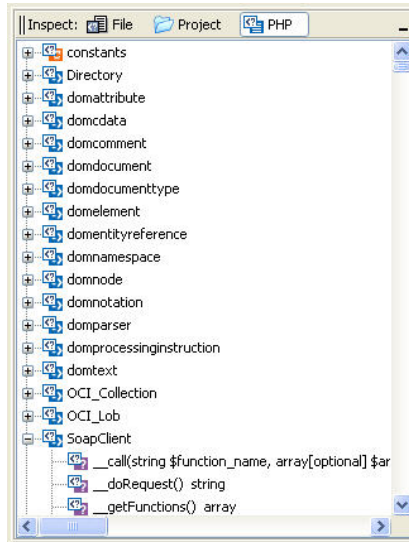 Inspect: File Project PHP
constants
Directory
domattribute
domcdata
domcomment
domdocument
domdocumenttype
domelement
domentityreference
domnamespace
domnode
domnotation
domparser
domprocessinginstruction
domtext
OCI_Collection
OCI_Lob
SoapClient
__call(string $function_name, array[optional] $ar
__doRequest() string
__getFunctions() array